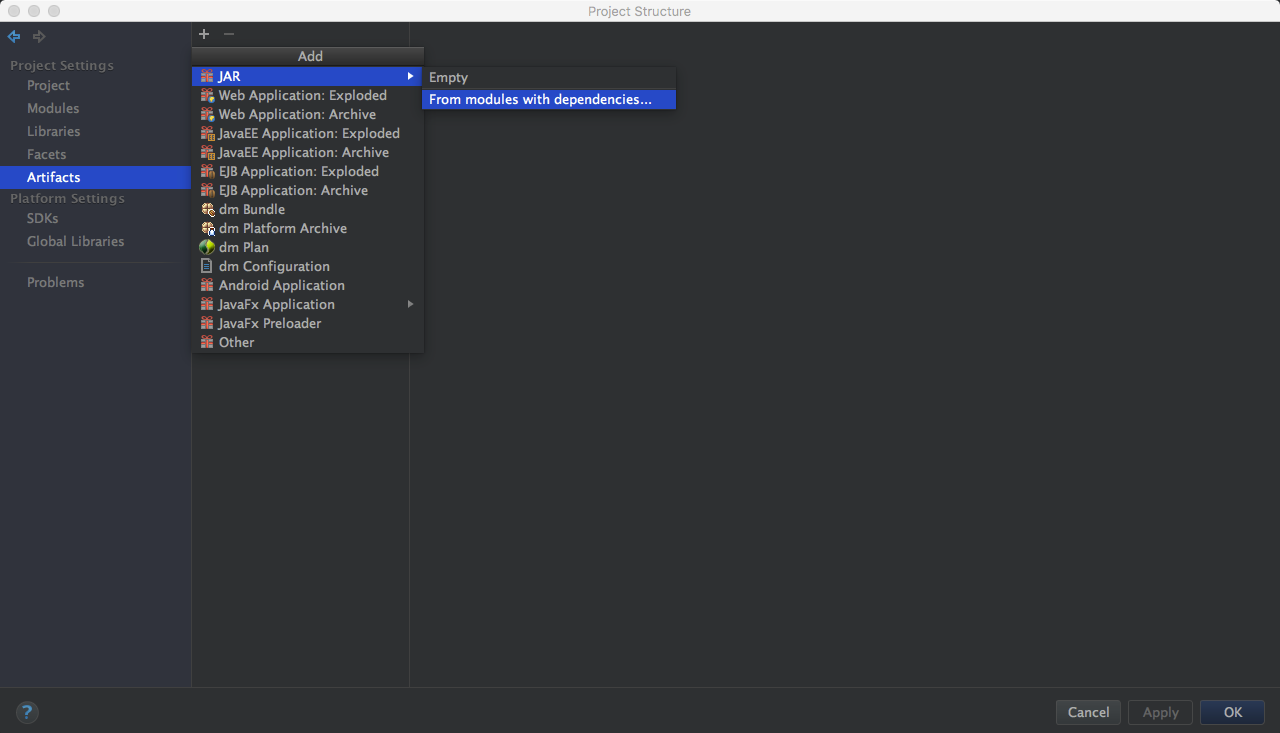 Project Structure
Project Settings
Project
Modules
Libraries
Facets
Artifacts
Platform Settings
SDKs
Global Libraries
Problems
Add
JAR
Web Application: Exploded
Web Application: Archive
JavaEE Application: Exploded
JavaEE Application: Archive
EJB Application: Exploded
EJB Application: Archive
dm Bundle
dm Platform Archive
dm Plan
dm Configuration
Android Application
JavaFx Application
JavaFx Preloader
Other
Empty
From modules with dependencies...
?
Cancel
Apply
OK